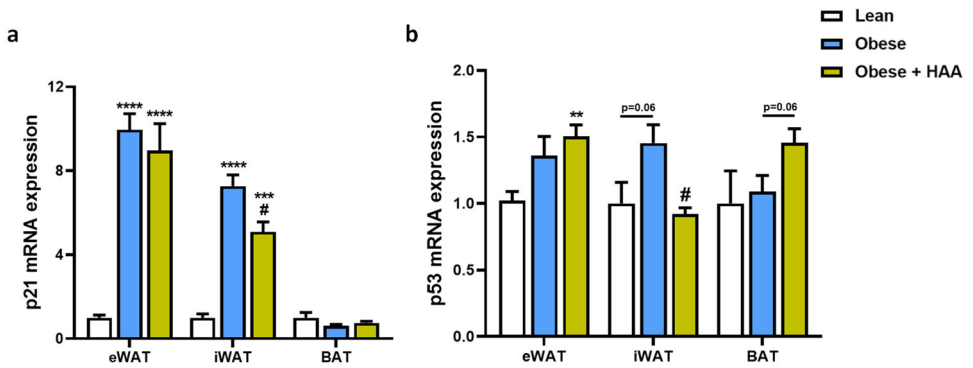 a
p21 mRNA expression
12
8
4
0
****
****
****
***
#
eWAT
iWAT
BAT
b
p53 mRNA expression
2.0
1.5
1.0
0.5
0.0
**
p=0.06
#
p=0.06
eWAT
iWAT
BAT
Lean
Obese
Obese + HAA